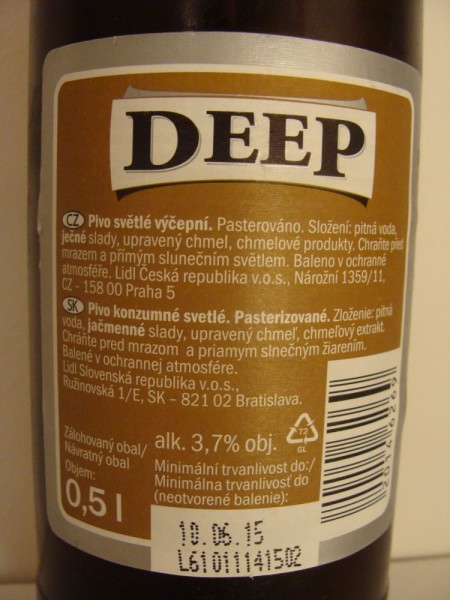 DEEP
CZ Pivo světlé výčepní. Pasterováno. Složení: pitná voda,
ječné slady, upravený chmel, chmelové produkty. Chraňte před
mrazem a přímým slunečním světlem. Baleno v ochranné
atmosféře. Lidl Česká republika v.o.s., Nárožní 1359/11,
CZ - 158 00 Praha 5
SK Pivo konzumné svetlé. Pasterizované. Zloženie: pitná
voda, jačmenné slady, upravený chmeľ, chmeľový extrakt.
Chráňte pred mrazom a priamym slnečným žiarením.
Balené v ochrannej atmosfére.
Lidl Slovenská republika v.o.s.,
Ružinovská 1/E, SK – 821 02 Bratislava.
Zálohovaný obal/
Návratný obal
Objem:
0,5 l
alk. 3,7% obj.
72
GL
Minimální trvanlivost do:/
Minimálna trvanlivosť do
(neotvorené balenie):
10.06.15
L61011141502